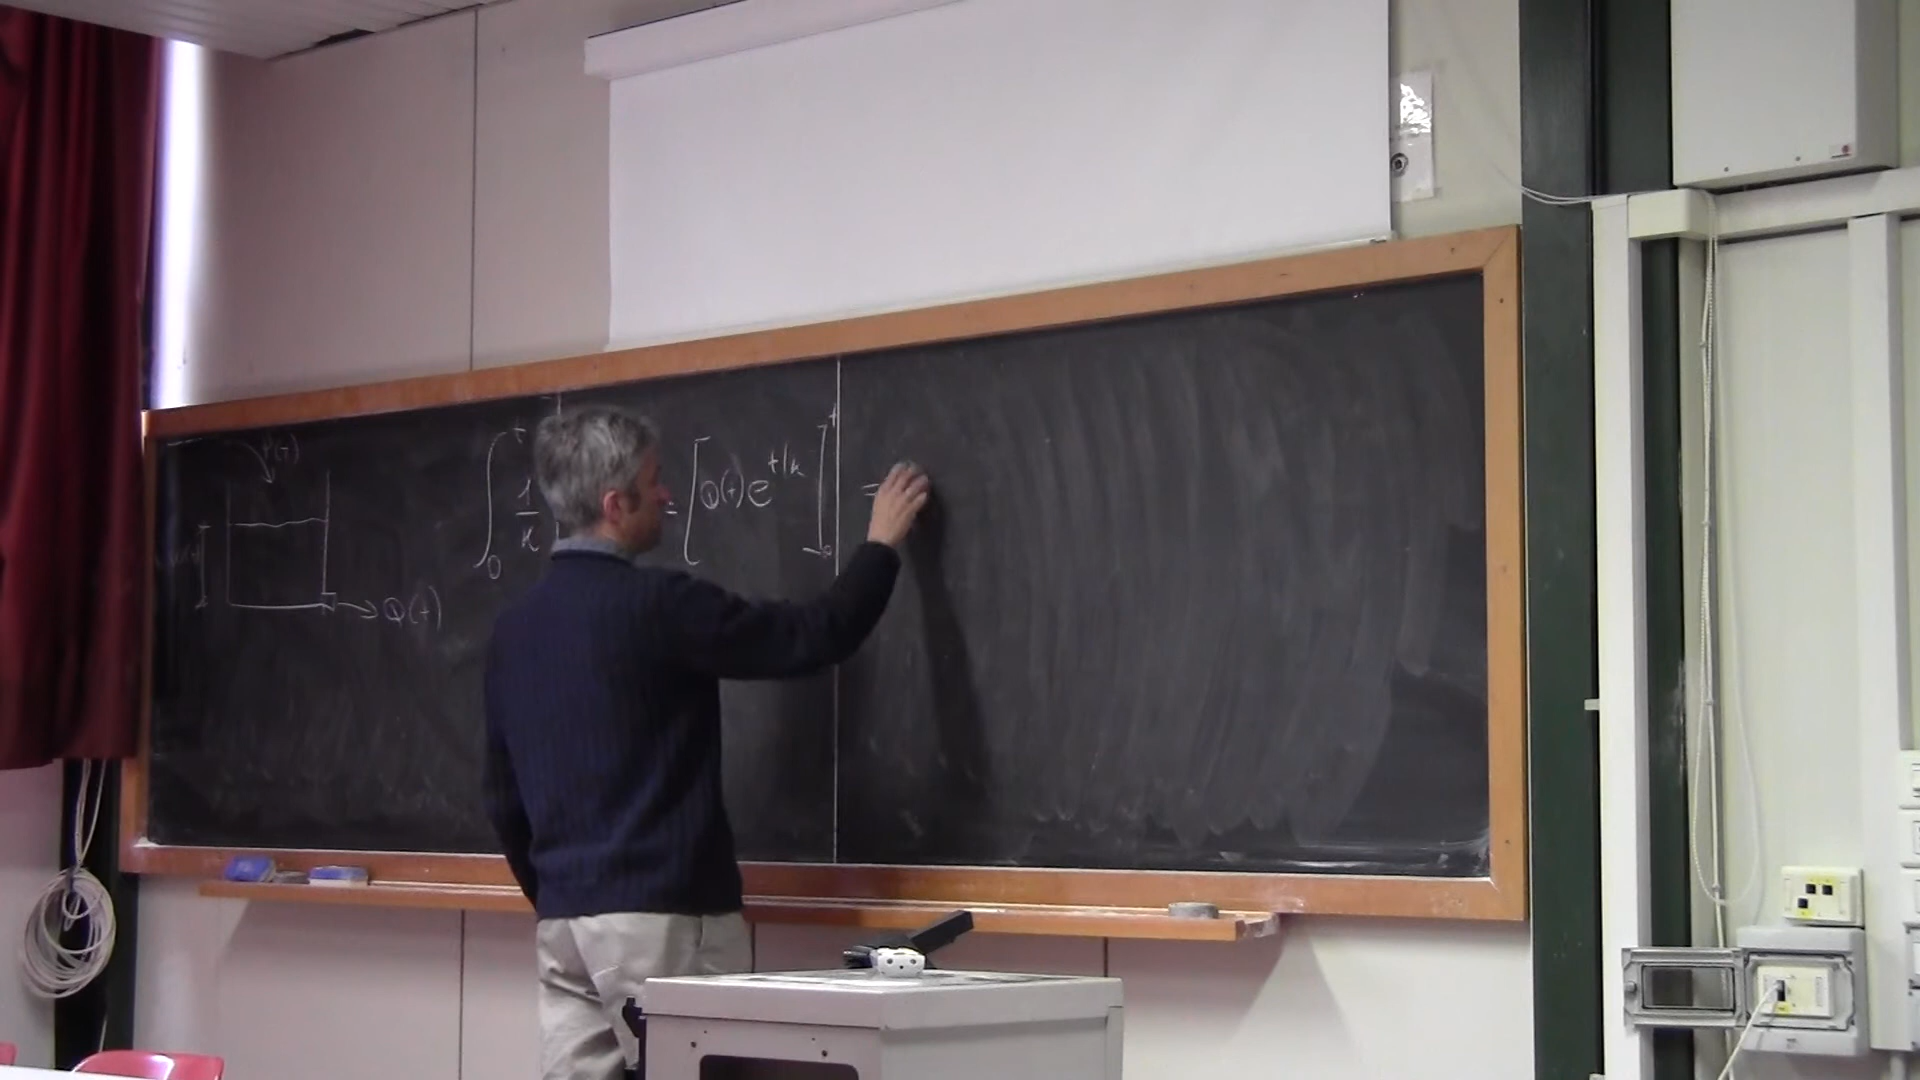 P(t)
Q(t)
∫₀ᵗ 1/K
= [Q(t)e^{t/k}]₀ᵗ =